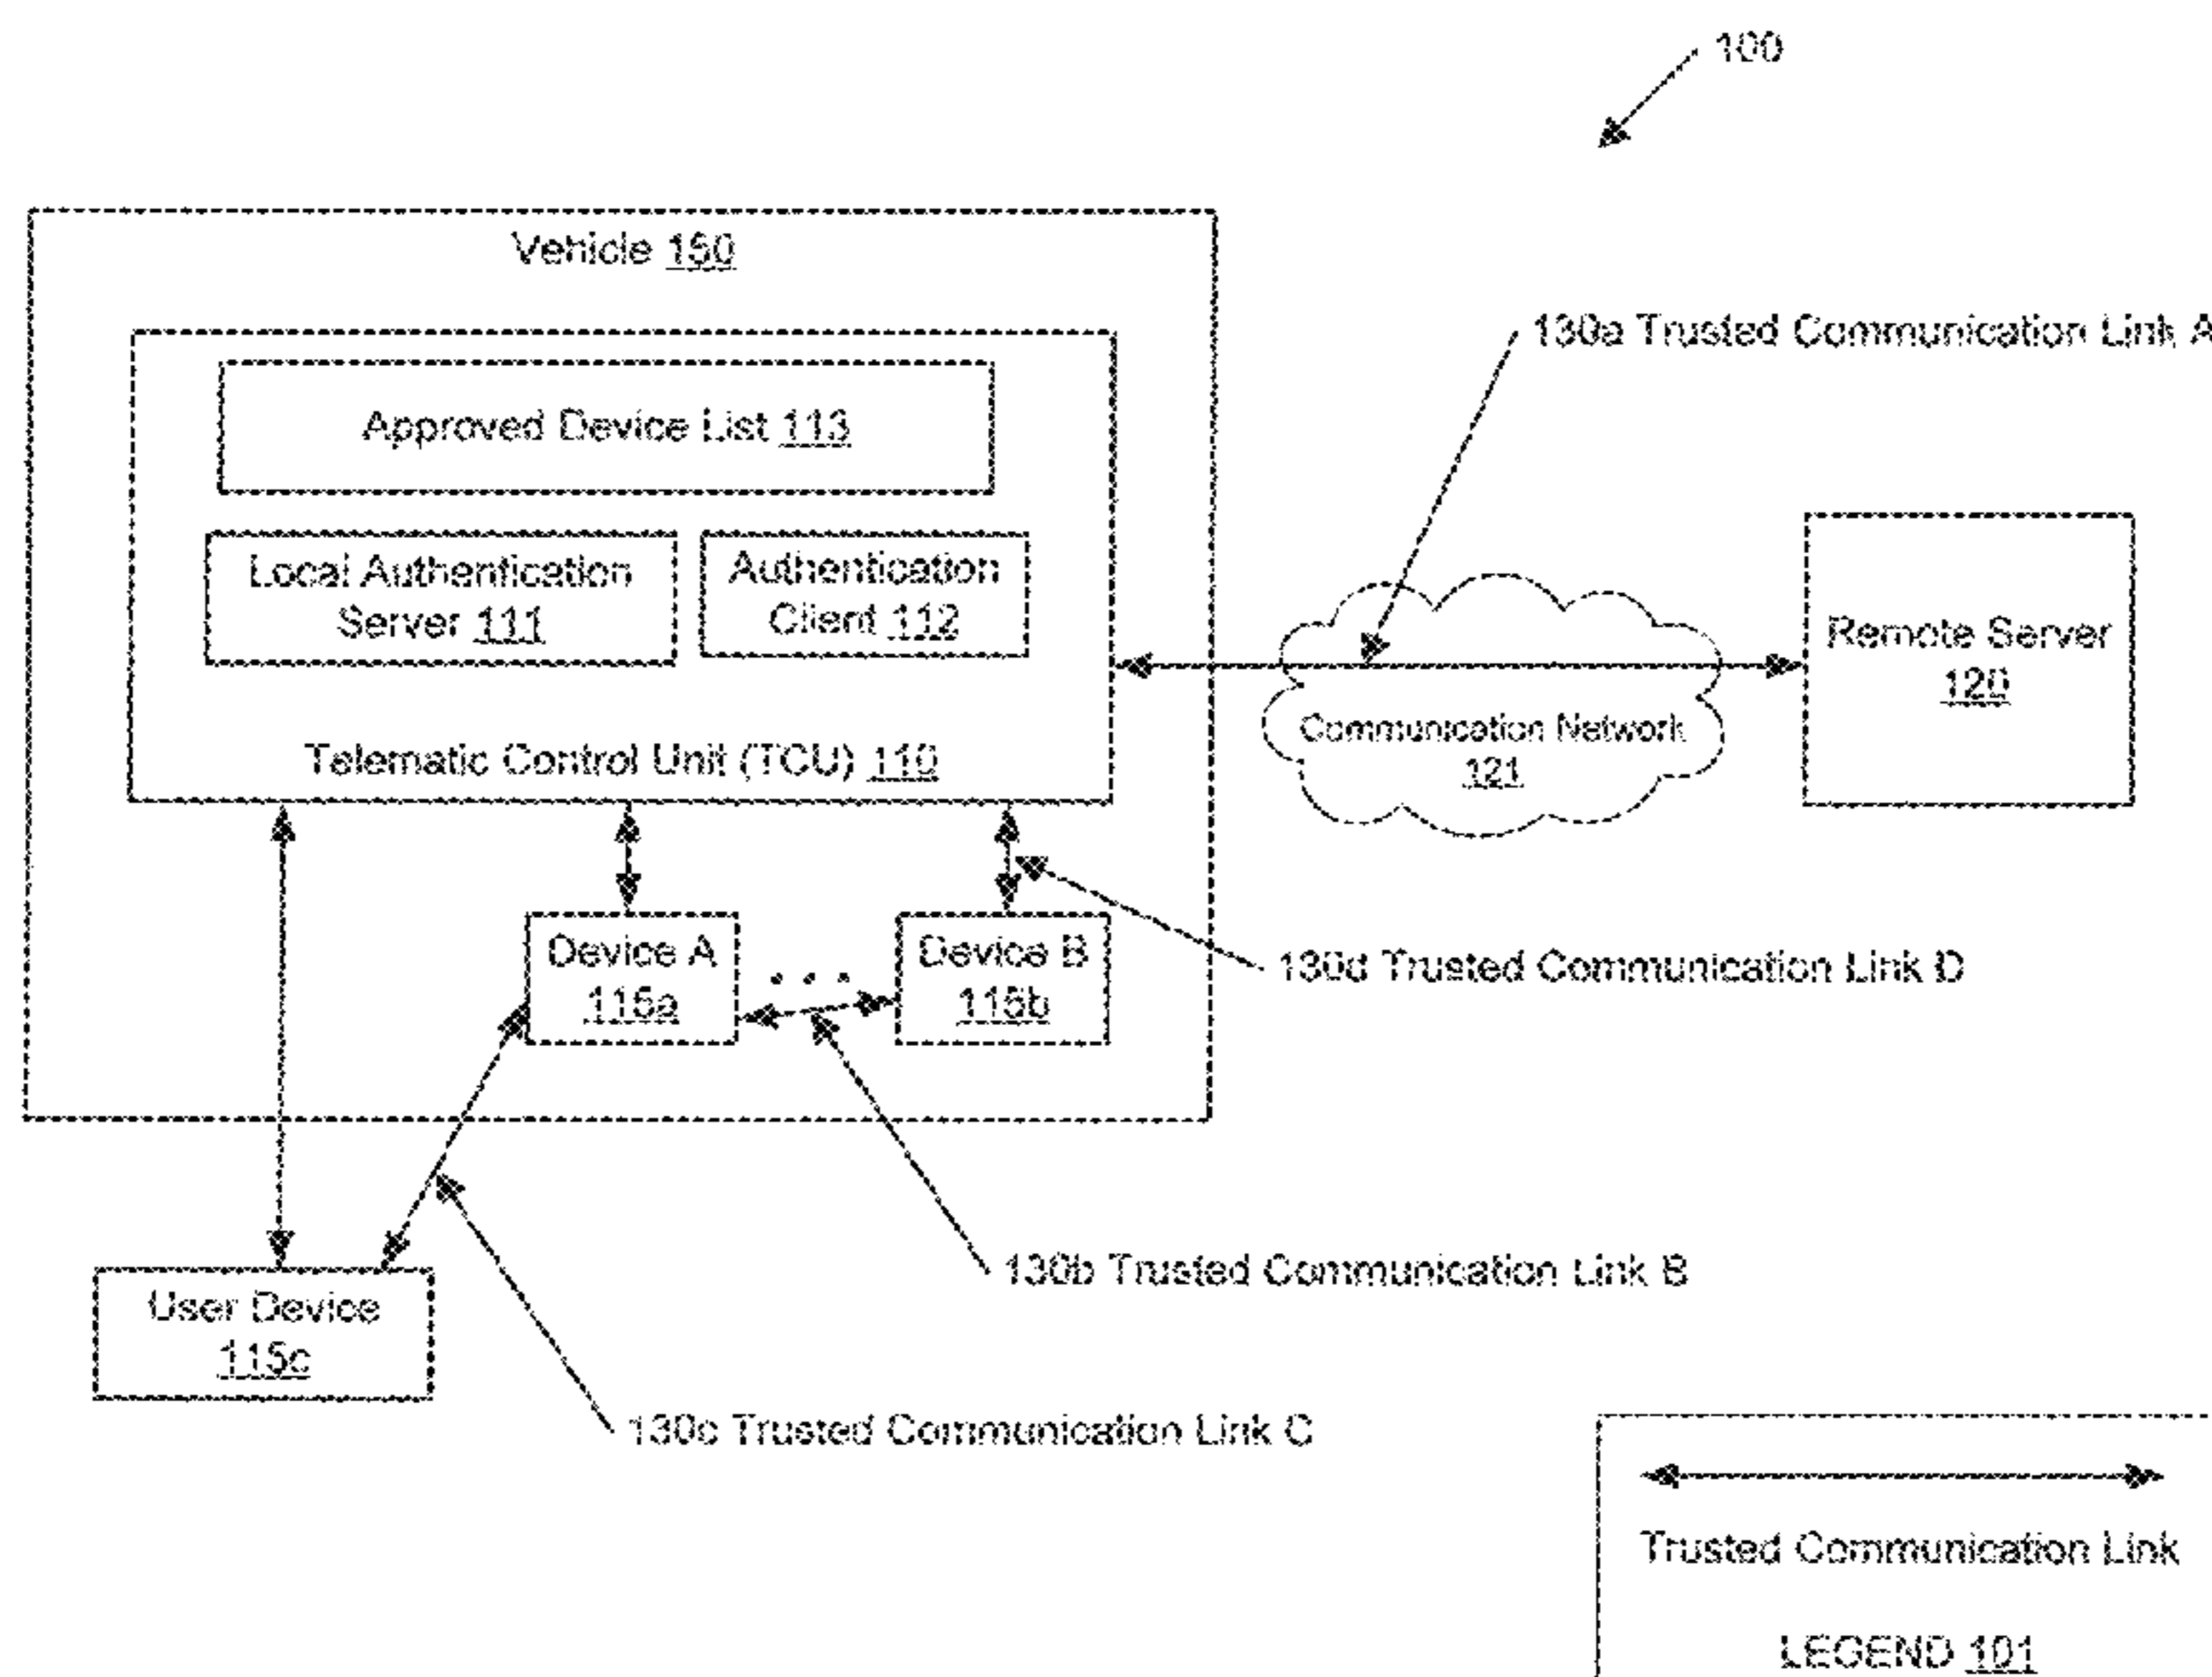 100
Vehicle 150
130a Trusted Communication Link A
Approved Device List 113
Local Authentication
Server 111
Authentication
Client 112
Remote Server
120
Communication Network
121
Telematic Control Unit (TCU) 110
Device A
115a
. . .
Device B
115b
130d Trusted Communication Link D
130b Trusted Communication Link B
User Device
115c
130c Trusted Communication Link C
Trusted Communication Link
LEGEND 101